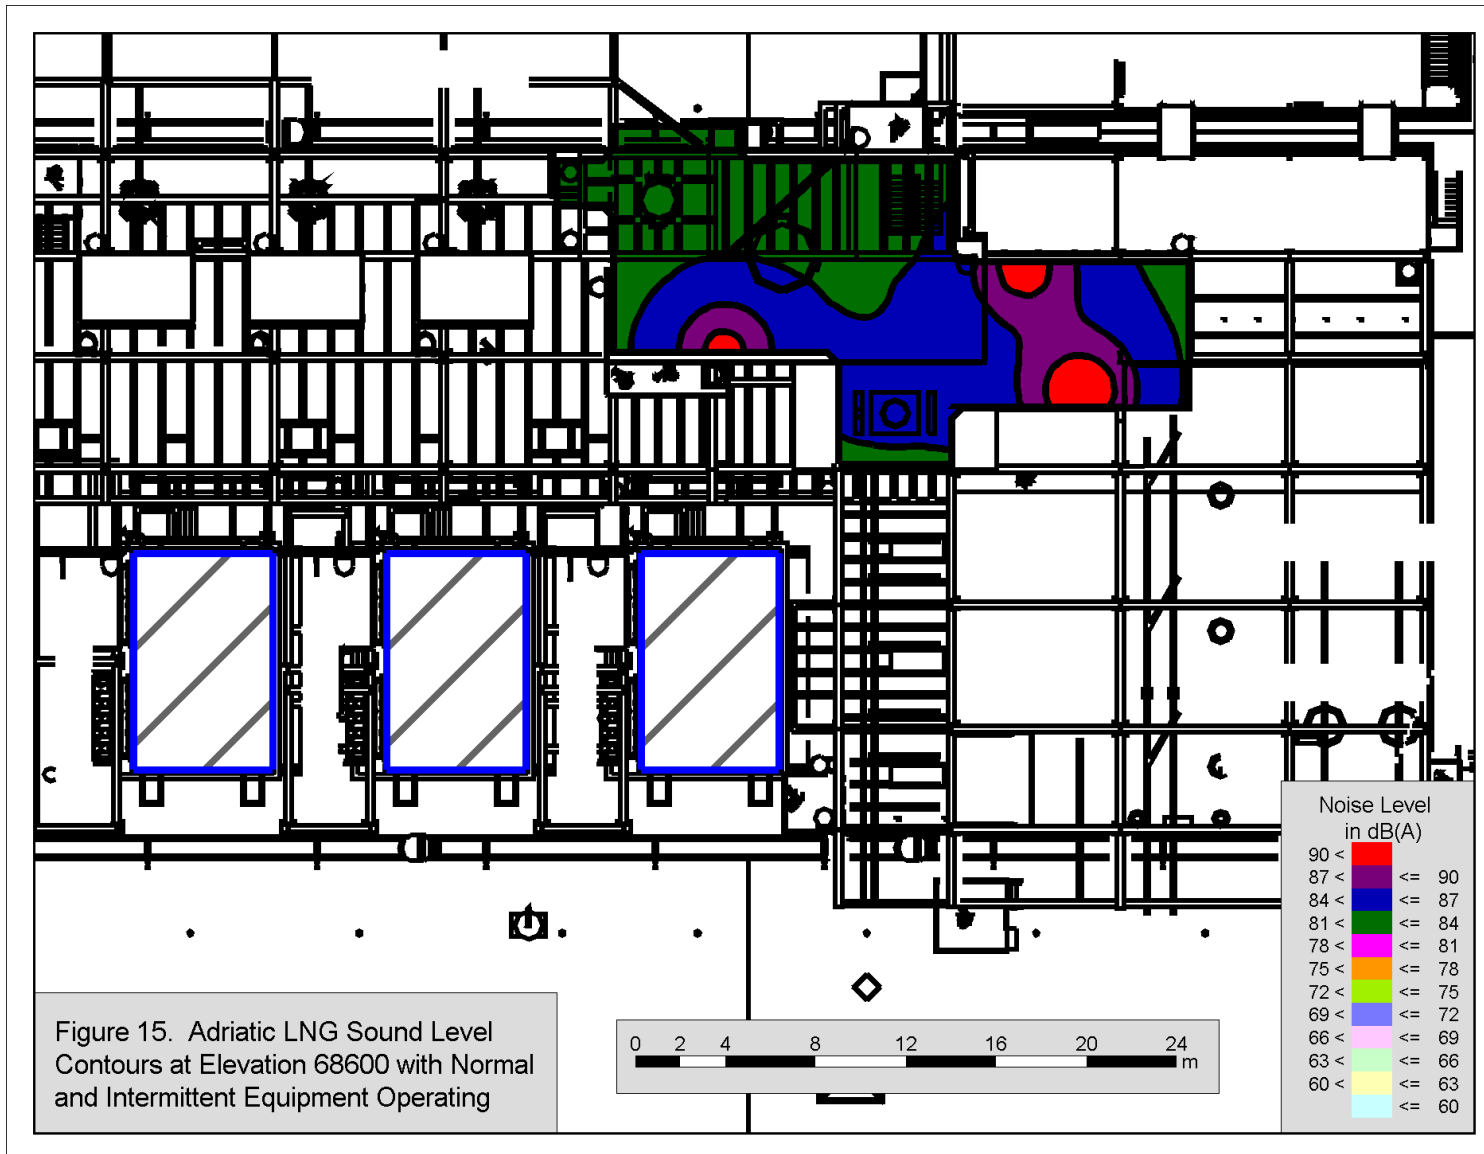 Noise Level
in dB(A)
90 <
87 < <= 90
84 < <= 87
81 < <= 84
78 < <= 81
75 < <= 78
72 < <= 75
69 < <= 72
66 < <= 69
63 < <= 66
60 < <= 63
<= 60
Figure 15. Adriatic LNG Sound Level
Contours at Elevation 68600 with Normal
and Intermittent Equipment Operating
0 2 4 8 12 16 20 24
m